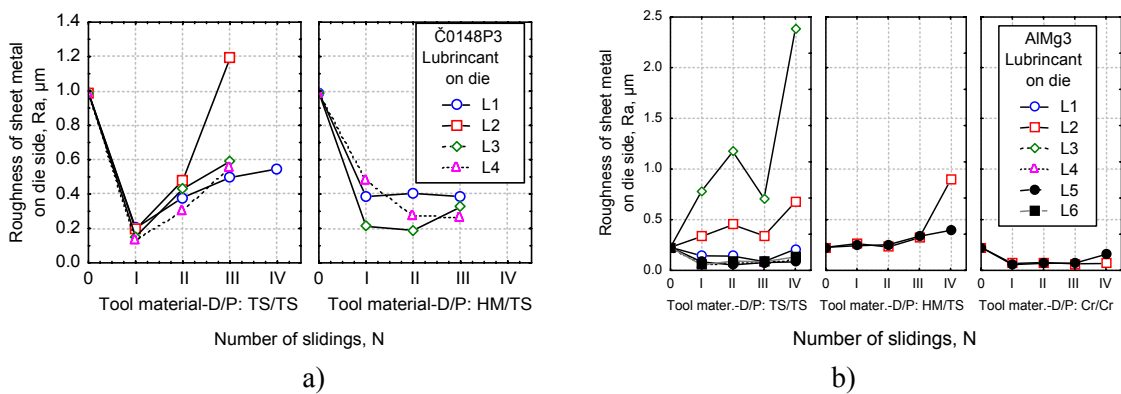 Roughness of sheet metal
on die side, Ra, µm
1.4
1.2
1.0
0.8
0.6
0.4
0.2
0.0
0 I II III IV
Tool material-D/P: TS/TS
Č0148P3
Lubrincant
on die
L1
L2
L3
L4
0 I II III IV
Tool material-D/P: HM/TS
Number of slidings, N
a)
Roughness of sheet metal
on die side, Ra, µm
2.5
2.0
2.5
1.0
0.5
0.0
0 I II III IV
Tool mater.-D/P: TS/TS
0 I II III IV
Tool mater.-D/P: HM/TS
AlMg3
Lubrincant
on die
L1
L2
L3
L4
L5
L6
0 I II III IV
Tool mater.-D/P: Cr/Cr
Number of slidings, N
b)